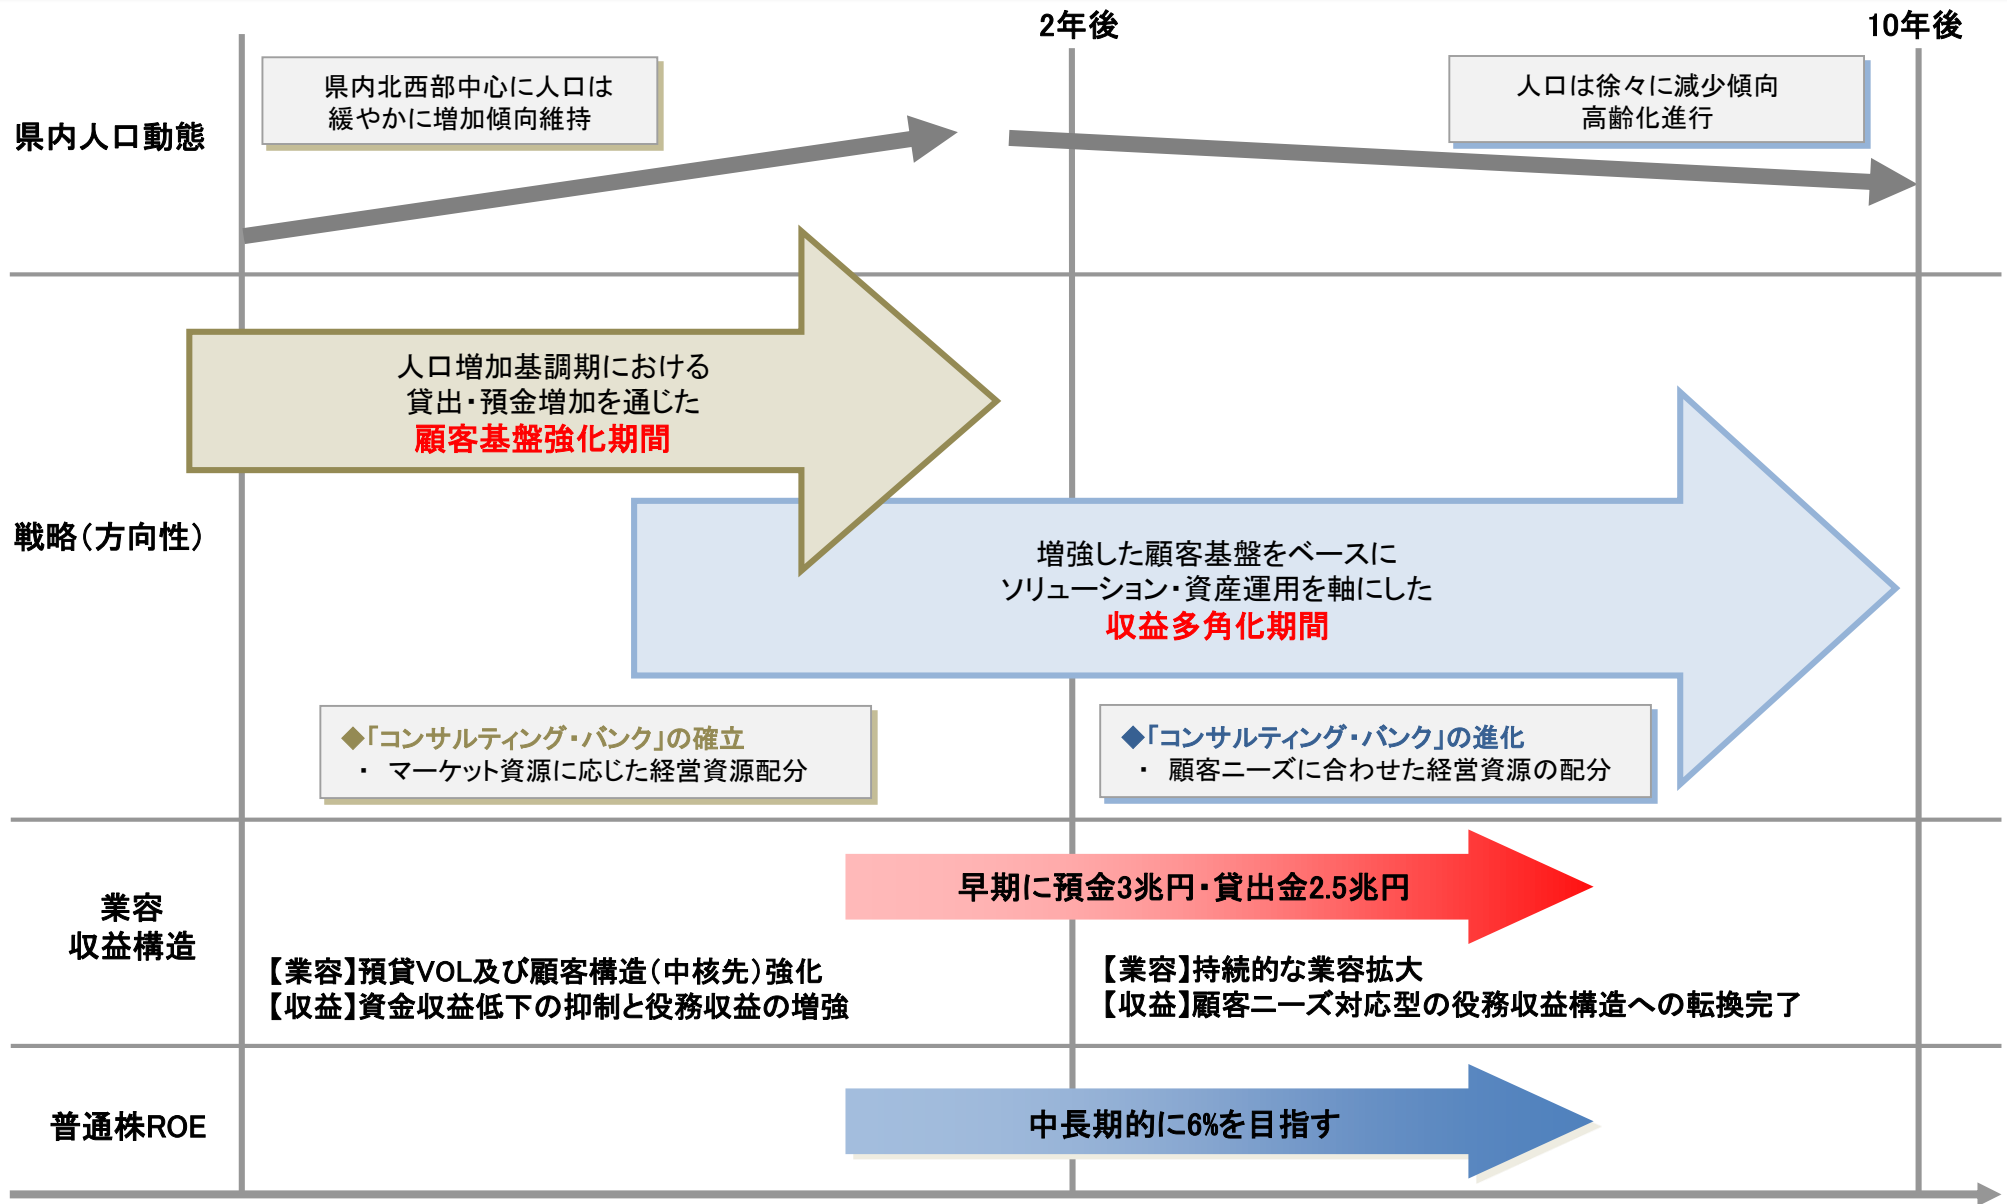 2年後
10年後
県内人口動態
県内北西部中心に人口は
緩やかに増加傾向維持
人口は徐々に減少傾向
高齢化進行
戦略(方向性)
人口増加基調期における
貸出・預金増加を通じた
顧客基盤強化期間
増強した顧客基盤をベースに
ソリューション・資産運用を軸にした
収益多角化期間
◆「コンサルティング・バンク」の確立
・ マーケット資源に応じた経営資源配分
◆「コンサルティング・バンク」の進化
・ 顧客ニーズに合わせた経営資源の配分
業容
収益構造
早期に預金3兆円・貸出金2.5兆円
【業容】預貸VOL及び顧客構造(中核先)強化
【収益】資金収益低下の抑制と役務収益の増強
【業容】持続的な業容拡大
【収益】顧客ニーズ対応型の役務収益構造への転換完了
普通株ROE
中長期的に6%を目指す